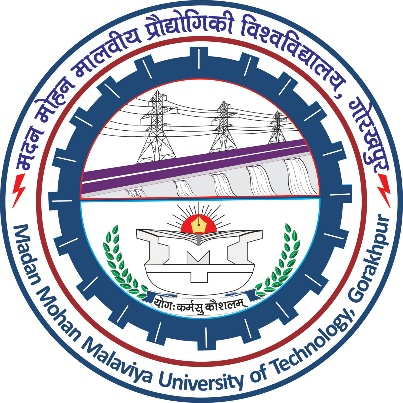 मदन मोहन मालवीय प्रौद्योगिकी विश्वविद्यालय, गोरखपुर
योगः कर्मसु कौशलम्
Madan Mohan Malaviya University of Technology, Gorakhpur